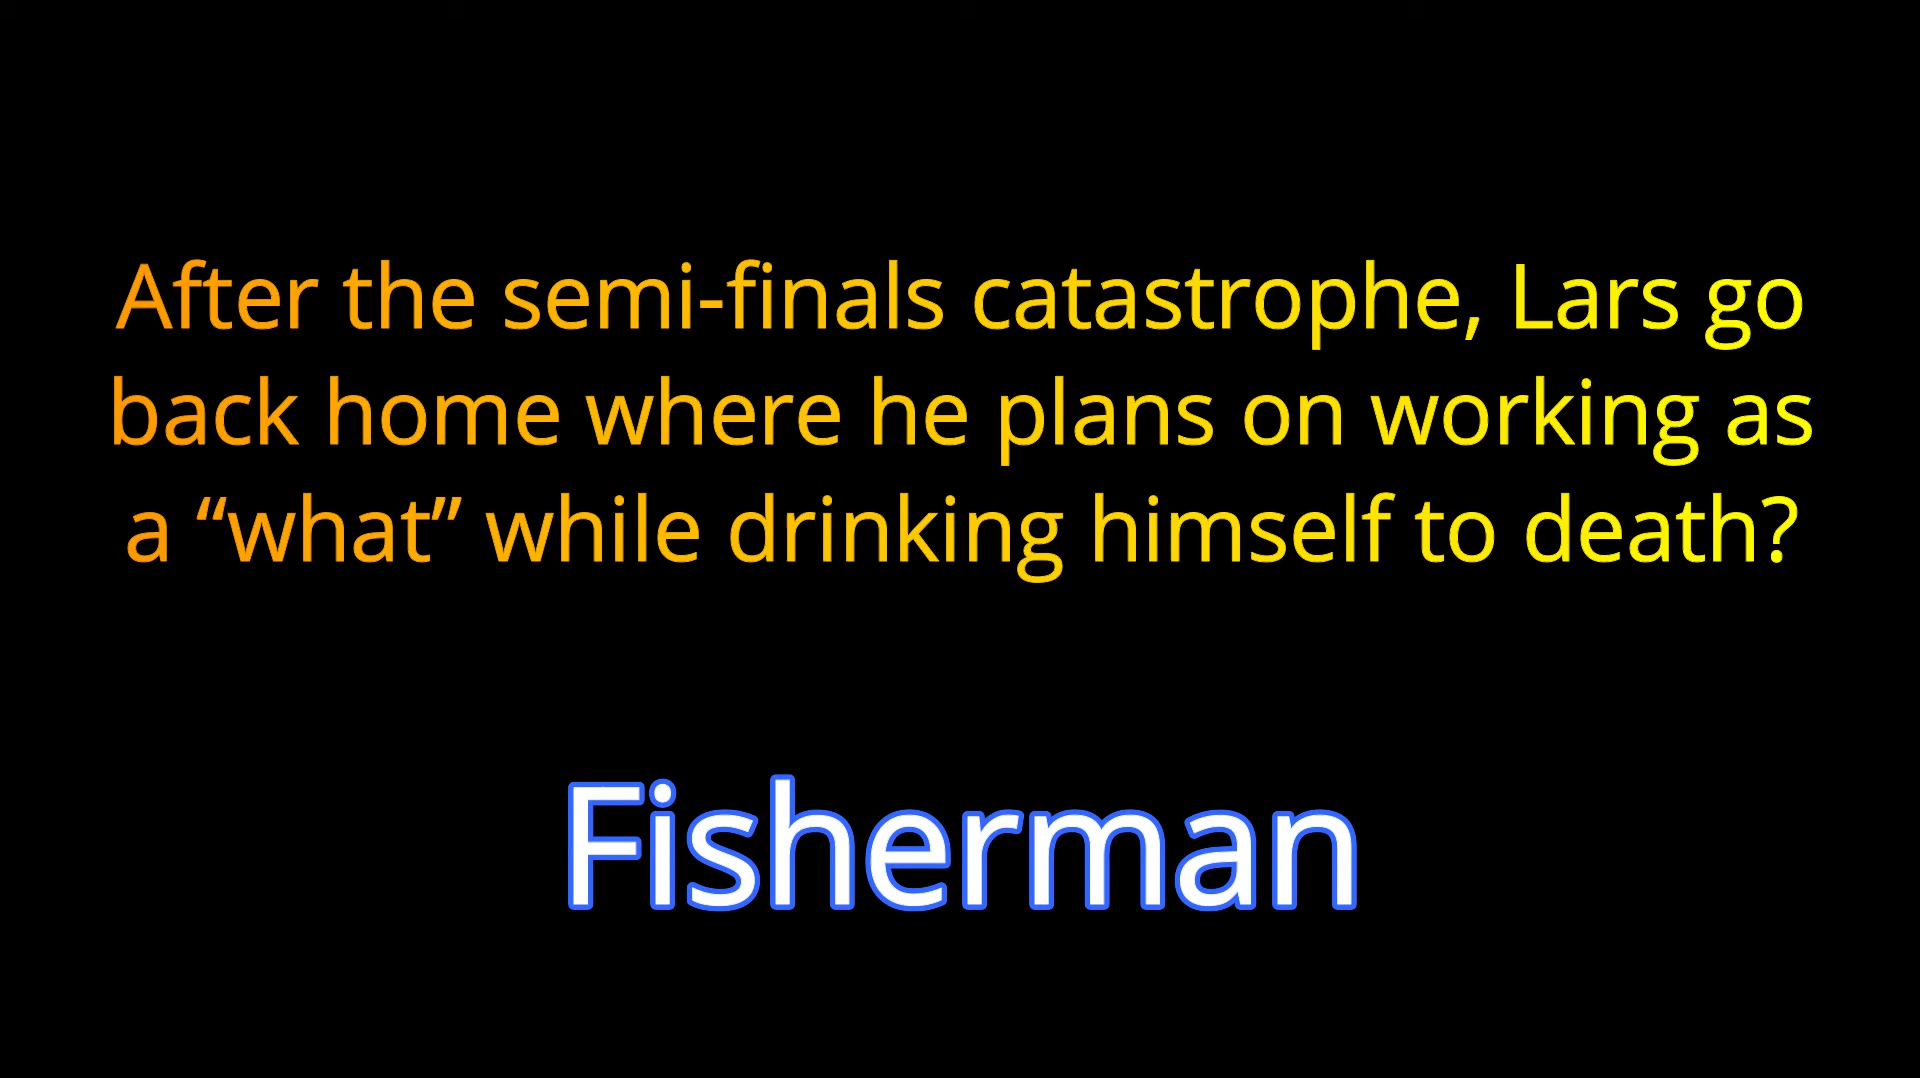 After the semi-finals catastrophe, Lars go
back home where he plans on working as
a “what” while drinking himself to death?
Fisherman